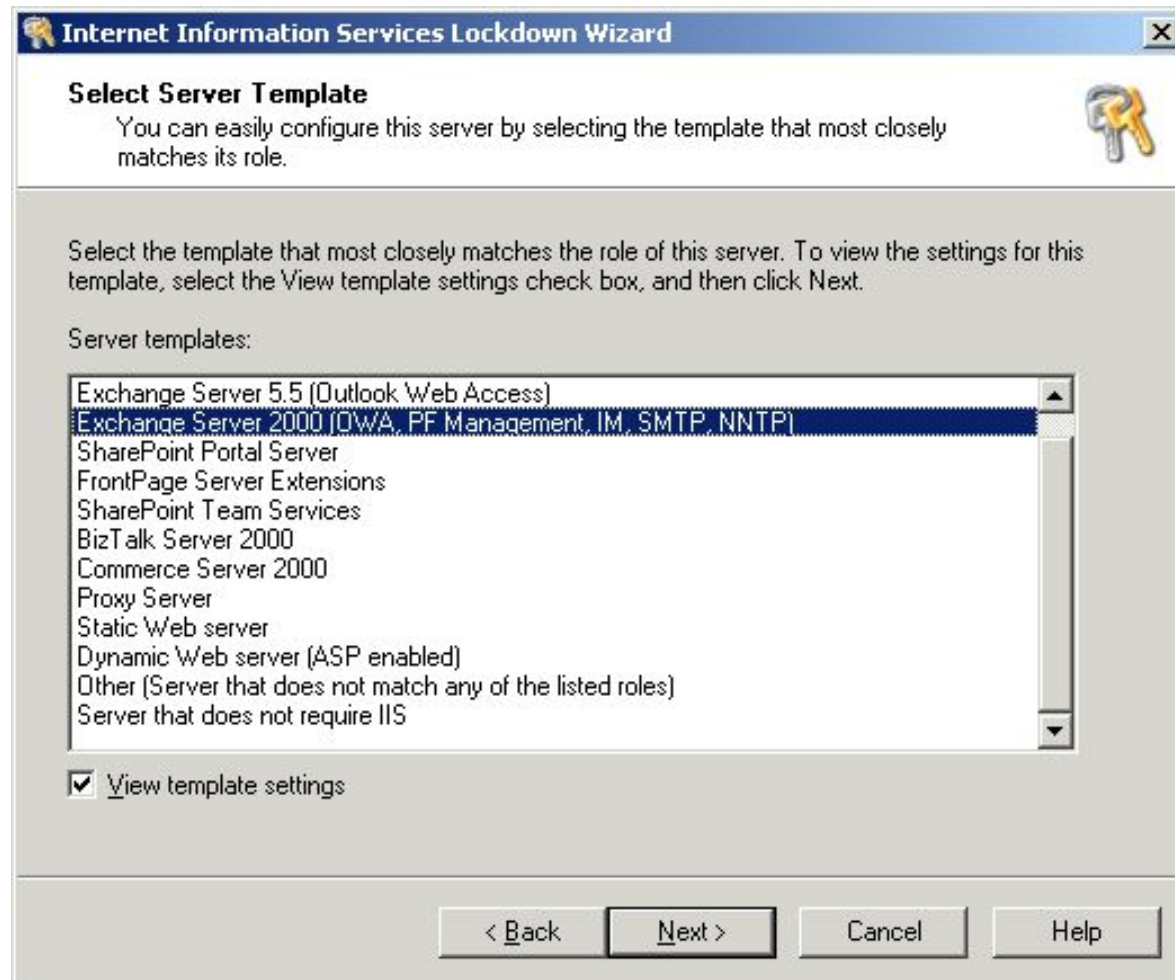 Internet Information Services Lockdown Wizard
Select Server Template
You can easily configure this server by selecting the template that most closely
matches its role.
Select the template that most closely matches the role of this server. To view the settings for this
template, select the View template settings check box, and then click Next.
Server templates:
Exchange Server 5.5 (Outlook Web Access)
Exchange Server 2000 (OWA, PF Management, IM, SMTP, NNTP)
SharePoint Portal Server
FrontPage Server Extensions
SharePoint Team Services
BizTalk Server 2000
Commerce Server 2000
Proxy Server
Static Web server
Dynamic Web server (ASP enabled)
Other (Server that does not match any of the listed roles)
Server that does not require IIS
View template settings
< Back Next > Cancel Help